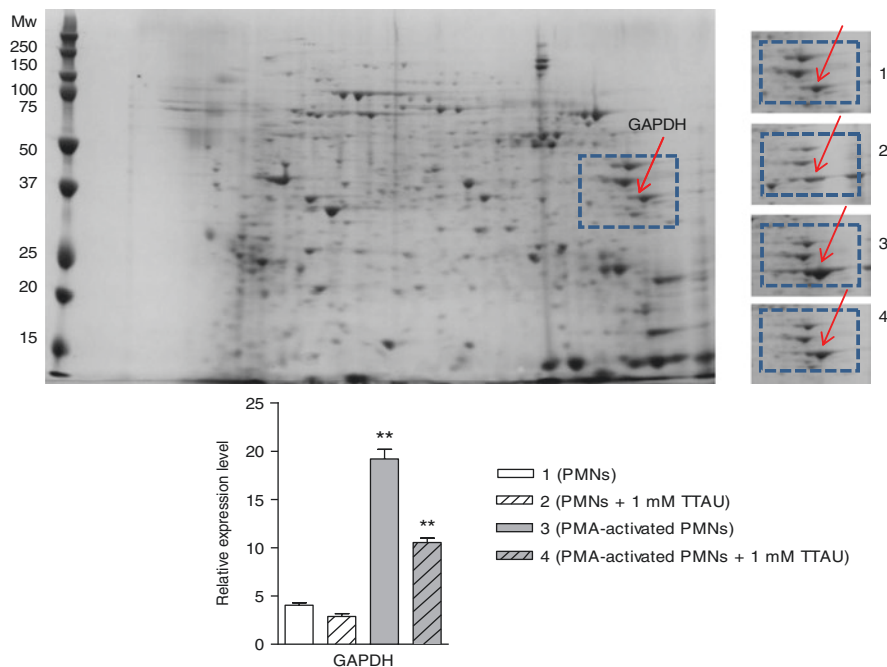 Mw
250
150
100
75
50
37
25
20
15
GAPDH
1
2
3
4
Relative expression level
25
20
15
10
5
0
**
**
GAPDH
1 (PMNs)
2 (PMNs + 1 mM TTAU)
3 (PMA-activated PMNs)
4 (PMA-activated PMNs + 1 mM TTAU)